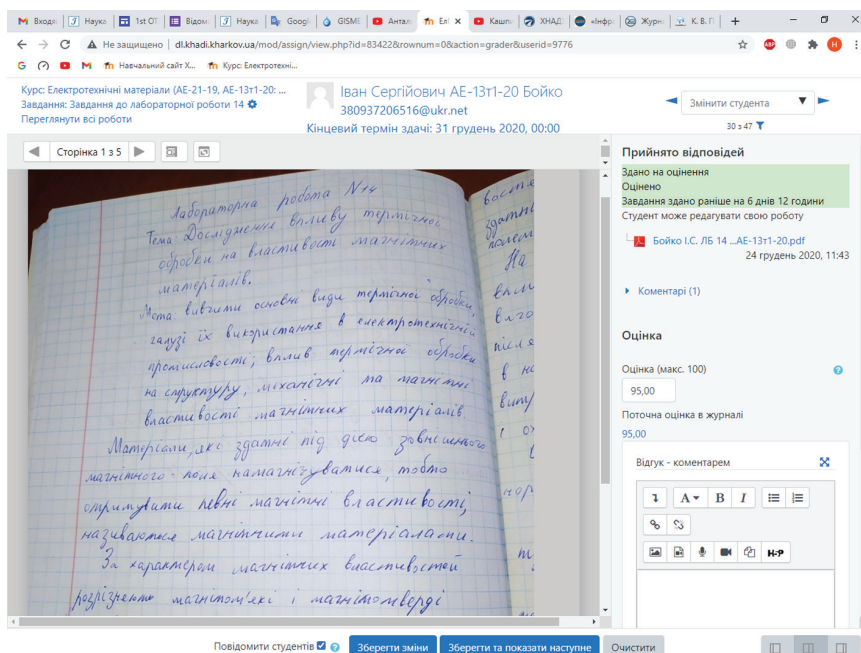 Входя
Наука
1st OT
Відом
Наука
Googl
GISME
Антал
Елі
Кашпи
ХНАД
«Інфр
Журн
К. В. П
Не защищено | dl.khadi.kharkov.ua/mod/assign/view.php?id=83422&rownum=0&action=grader&userid=9776
Навчальний сайт Х...
Курс: Електротехні...
Курс: Електротехнічні матеріали (АЕ-21-19, АЕ-13т1-20: ...
Завдання: Завдання до лабораторної роботи 14
Переглянути всі роботи
Іван Сергійович АЕ-13т1-20 Бойко
380937206516@ukr.net
Кінцевий термін здачі: 31 грудень 2020, 00:00
Змінити студента
30 з 47
Сторінка 1 з 5
Лабораторна робота N14
Тема: Дослідження впливу термічної
обробки на властивості магнітних
матеріалів.
Мета: вивчити основні види термічної обробки,
галузі їх використання в електротехнічній
промисловості; вплив термічної обробки
на структуру, механічні та магнітні
властивості магнітних матеріалів.
Матеріали, які здатні під дією зовнішнього
магнітного поля намагнічуватися, тобто
отримувати певні магнітні властивості,
називаються магнітними матеріалами.
За характером магнітних властивостей
розрізняють магнітом'які і магнітотверді
Прийнято відповідей
Здано на оцінення
Оцінено
Завдання здано раніше на 6 днів 12 години
Студент може редагувати свою роботу
Бойко І.С. ЛБ 14 ...АЕ-13т1-20.pdf
24 грудень 2020, 11:43
Коментарі (1)
Оцінка
Оцінка (макс. 100)
95,00
Поточна оцінка в журналі
95,00
Відгук - коментарем
A
B
I
H-P
Повідомити студентів
Зберегти зміни
Зберегти та показати наступне
Очистити